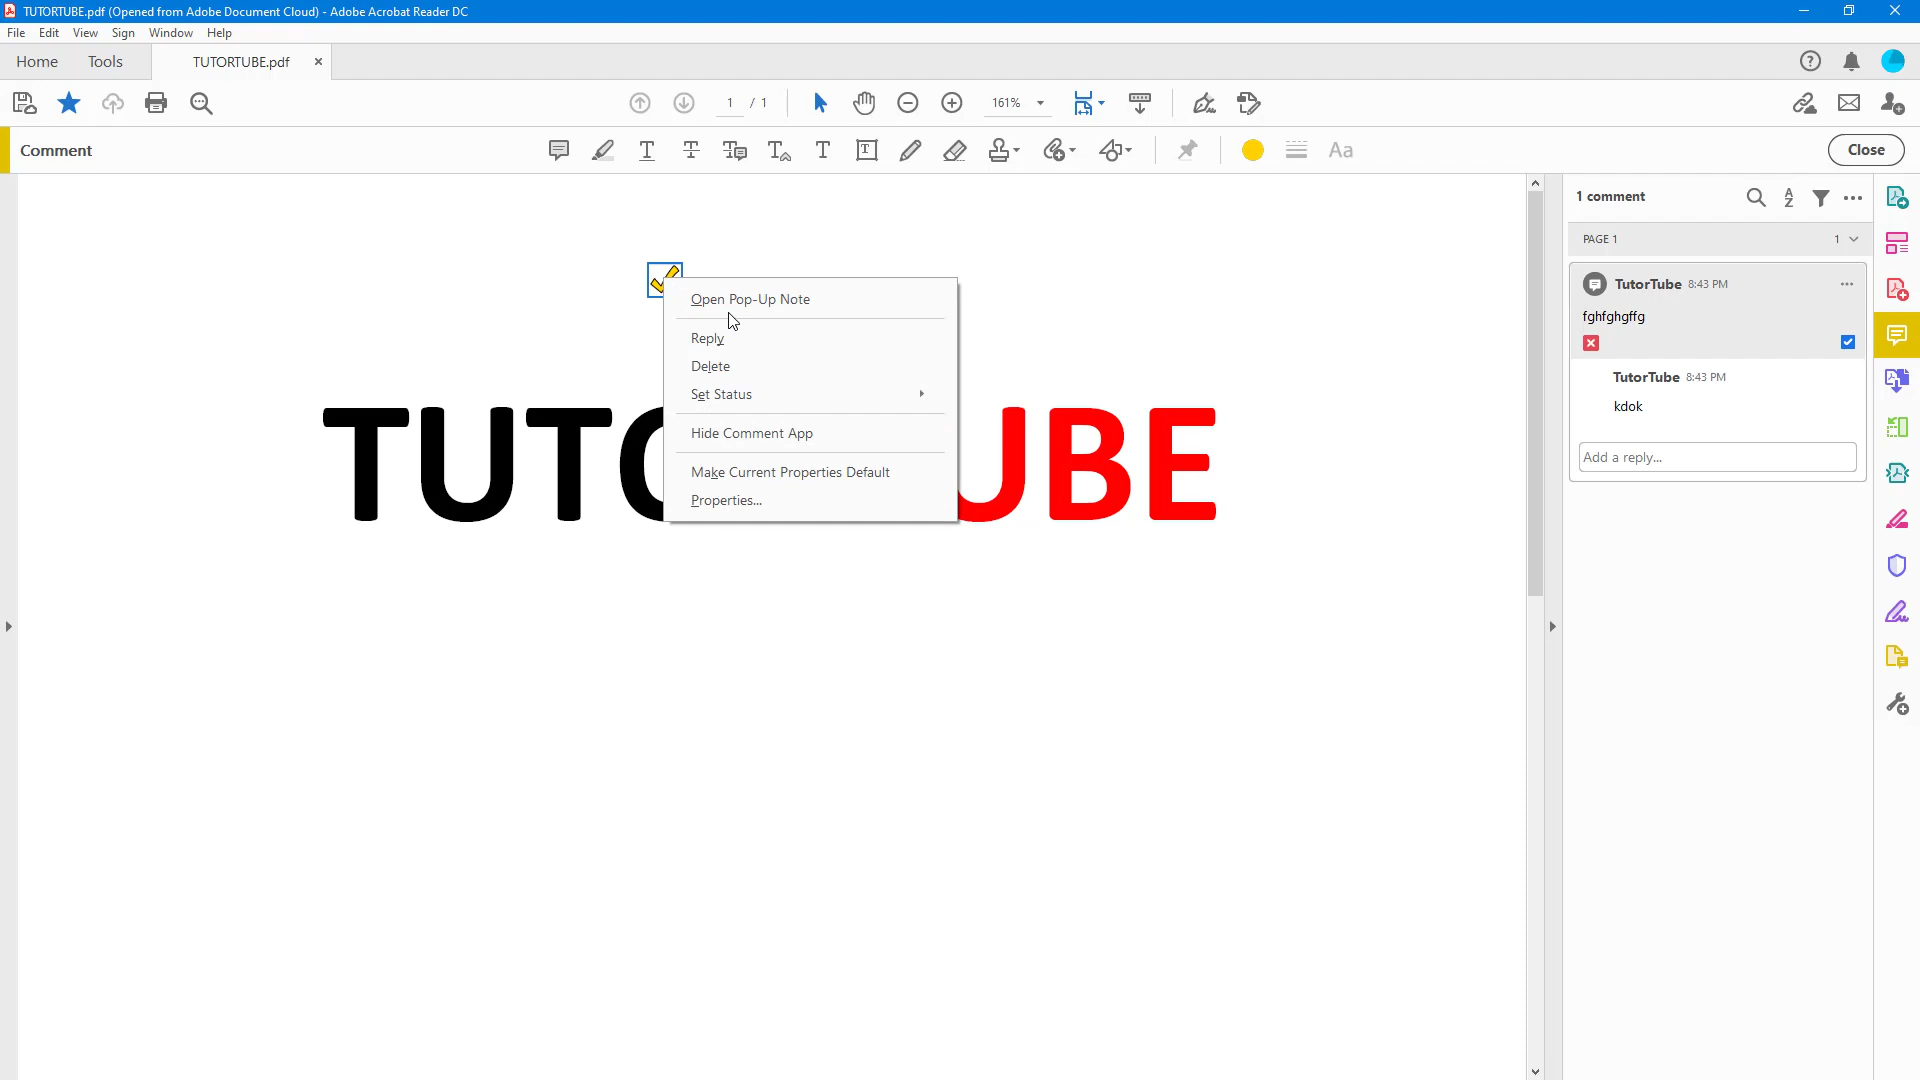 TUTORTUBE.pdf (Opened from Adobe Document Cloud) - Adobe Acrobat Reader DC
File Edit View Sign Window Help
Home Tools TUTORTUBE.pdf
1 / 1 161%
Comment Aa Close
1 comment
PAGE 1 1
TutorTube 8:43 PM
fghfghgffg
TutorTube 8:43 PM
kdok
Add a reply...
Open Pop-Up Note
Reply
Delete
Set Status
Hide Comment App
Make Current Properties Default
Properties...
TUTO UBE